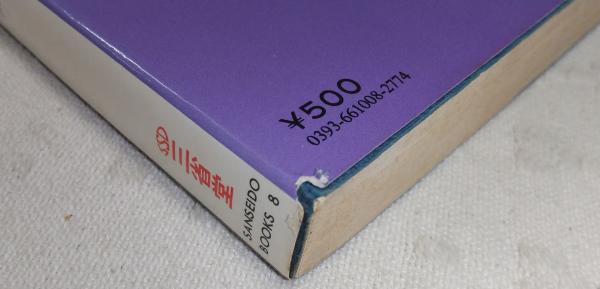 ¥500
0393-661008-2774
三省堂
SANSEIDO
BOOKS 8